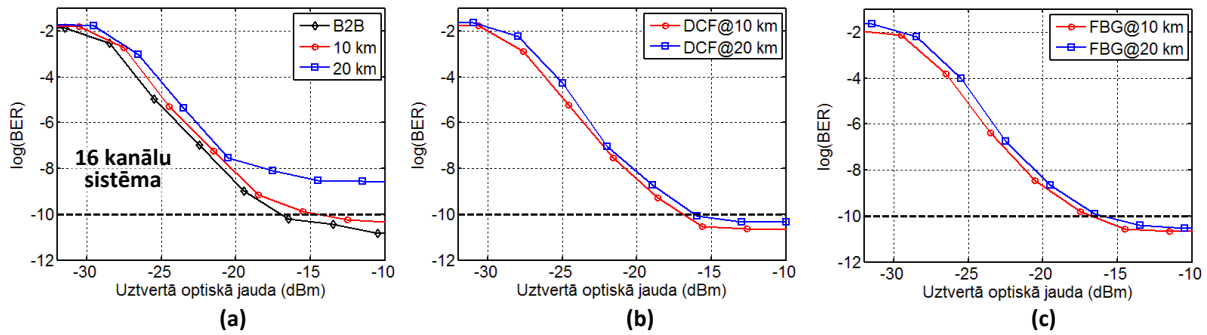 -2
-4
-6
-8
-10
-12
-30
-25
-20
-15
-10
log(BER)
Uztvertā optiskā jauda (dBm)
B2B
10 km
20 km
16 kanālu
sistēma
(a)
-2
-4
-6
-8
-10
-12
-30
-25
-20
-15
-10
log(BER)
Uztvertā optiskā jauda (dBm)
DCF@10 km
DCF@20 km
(b)
-2
-4
-6
-8
-10
-12
-30
-25
-20
-15
-10
log(BER)
Uztvertā optiskā jauda (dBm)
FBG@10 km
FBG@20 km
(c)